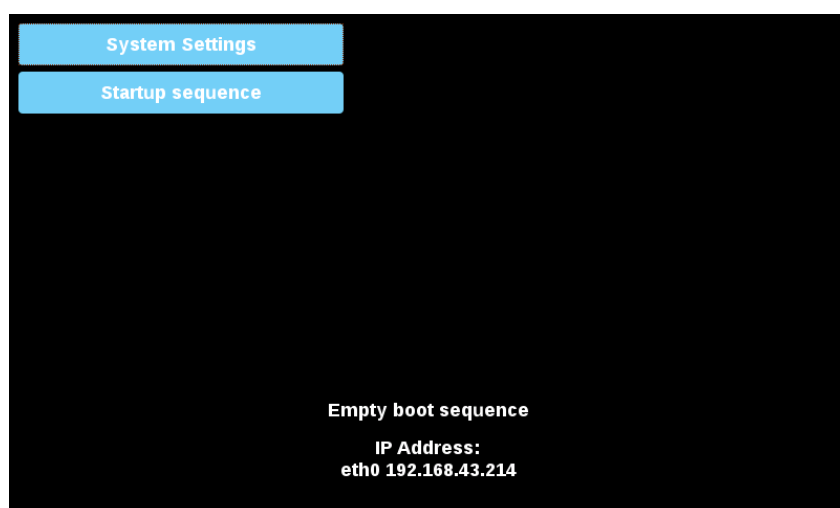 System Settings
Startup sequence
Empty boot sequence
IP Address:
eth0 192.168.43.214